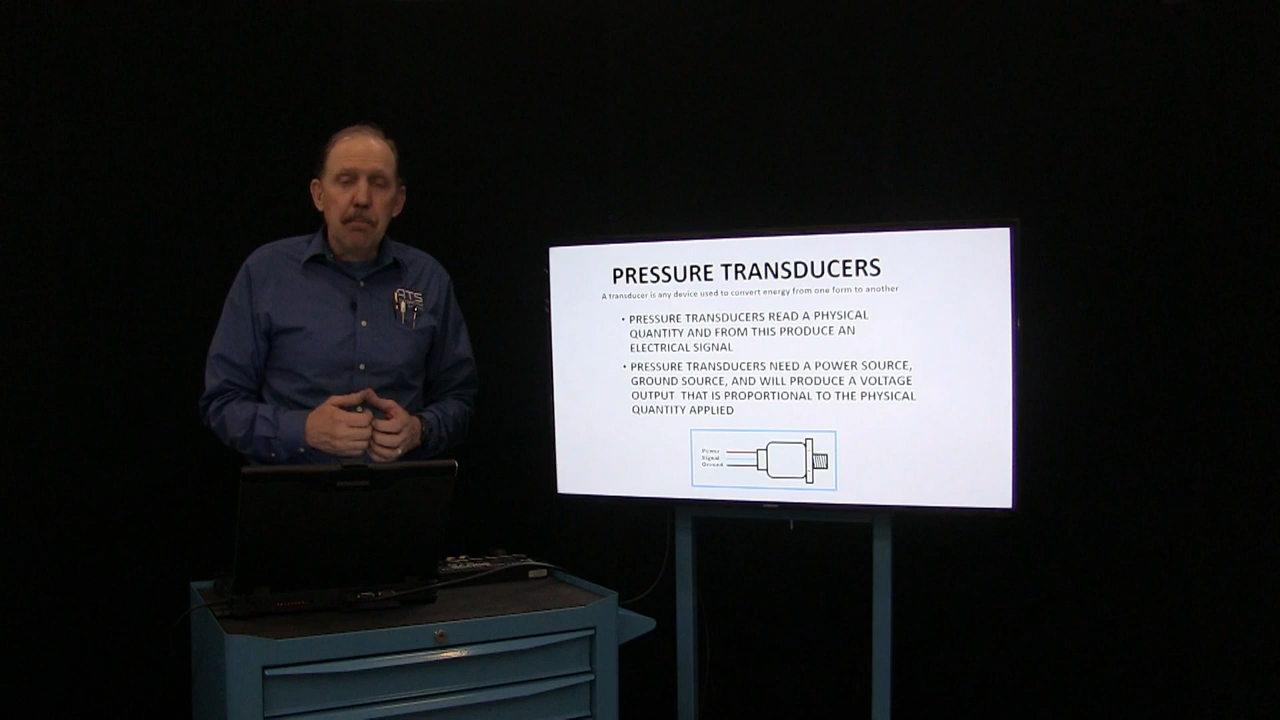 ATS
PRESSURE TRANSDUCERS
A transducer is any device used to convert energy from one form to another
• PRESSURE TRANSDUCERS READ A PHYSICAL
QUANTITY AND FROM THIS PRODUCE AN
ELECTRICAL SIGNAL
• PRESSURE TRANSDUCERS NEED A POWER SOURCE,
GROUND SOURCE, AND WILL PRODUCE A VOLTAGE
OUTPUT THAT IS PROPORTIONAL TO THE PHYSICAL
QUANTITY APPLIED
Power
Signal
Ground